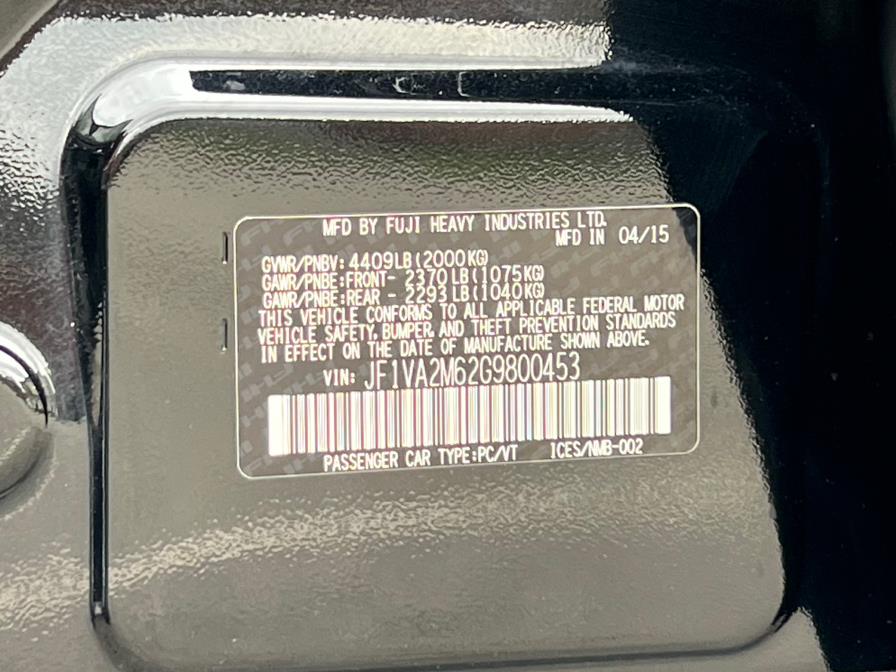 MFD BY FUJI HEAVY INDUSTRIES LTD.
MFD IN 04/15
GVWR/PNBV: 4409LB(2000KG)
GAWR/PNBE:FRONT- 2370LB(1075KG)
GAWR/PNBE:REAR - 2293LB(1040KG)
THIS VEHICLE CONFORMS TO ALL APPLICABLE FEDERAL MOTOR
VEHICLE SAFETY, BUMPER, AND THEFT PREVENTION STANDARDS
IN EFFECT ON THE DATE OF MANUFACTURE SHOWN ABOVE.
VIN: JF1VA2M62G9800453
PASSENGER CAR TYPE:PC/VT ICES/NMB-002